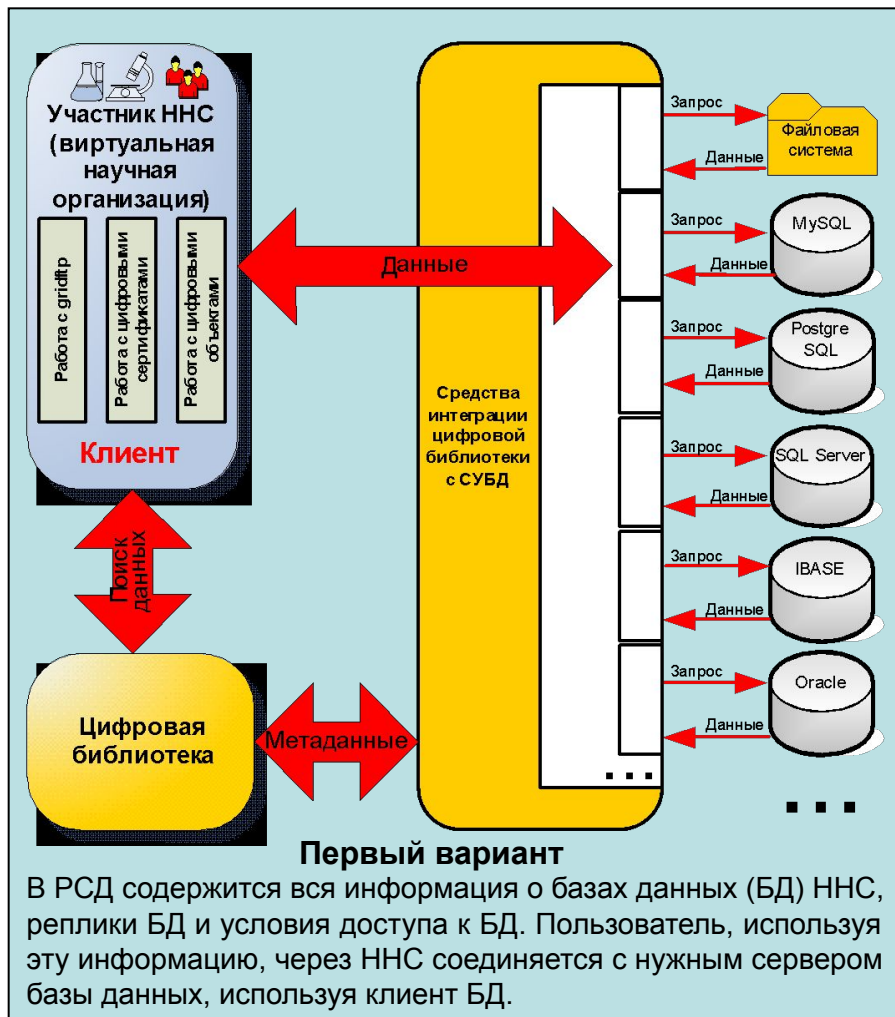 Участник ННС
(виртуальная
научная
организация)
Работа с gridftp
Работа с цифровыми
сертификатами
Работа с цифровыми
объектами
Клиент
Поиск
данных
Цифровая
библиотека
Метаданные
Данные
Средства
интеграции
цифровой
библиотеки
с СУБД
Запрос
Данные
Файловая
система
Запрос
Данные
MySQL
Запрос
Данные
Postgre
SQL
Запрос
Данные
SQL Server
Запрос
Данные
IBASE
Запрос
Данные
Oracle
...
...
Первый вариант
В РСД содержится вся информация о базах данных (БД) ННС,
реплики БД и условия доступа к БД. Пользователь, используя
эту информацию, через ННС соединяется с нужным сервером
базы данных, используя клиент БД.